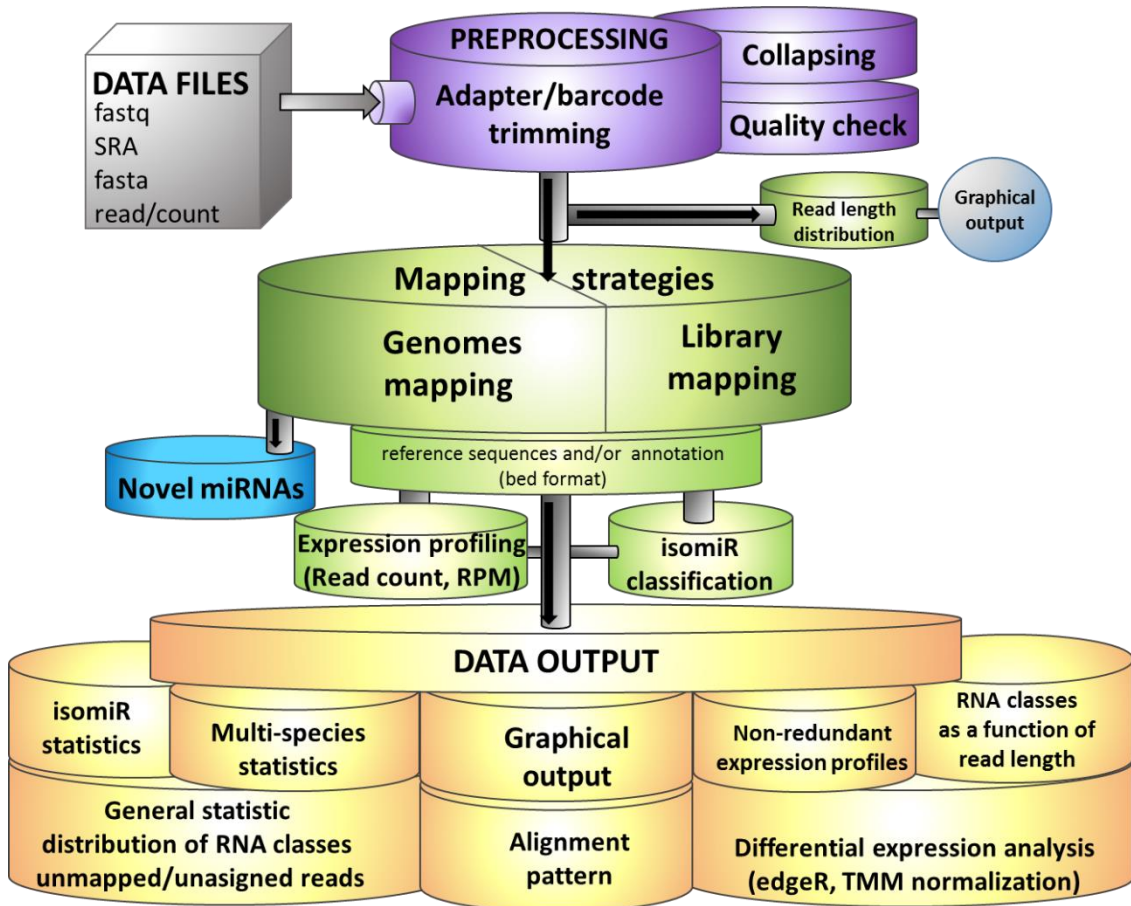 DATA FILES
fastq
SRA
fasta
read/count
PREPROCESSING
Adapter/barcode
trimming
Collapsing
Quality check
Read length
distribution
Graphical
output
Mapping strategies
Genomes
mapping
Library
mapping
reference sequences and/or annotation
(bed format)
Novel miRNAs
Expression profiling
(Read count, RPM)
isomiR
classification
DATA OUTPUT
isomiR
statistics
Multi-species
statistics
Graphical
output
Non-redundant
expression profiles
RNA classes
as a function of
read length
General statistic
distribution of RNA classes
unmapped/unasigned reads
Alignment
pattern
Differential expression analysis
(edgeR, TMM normalization)